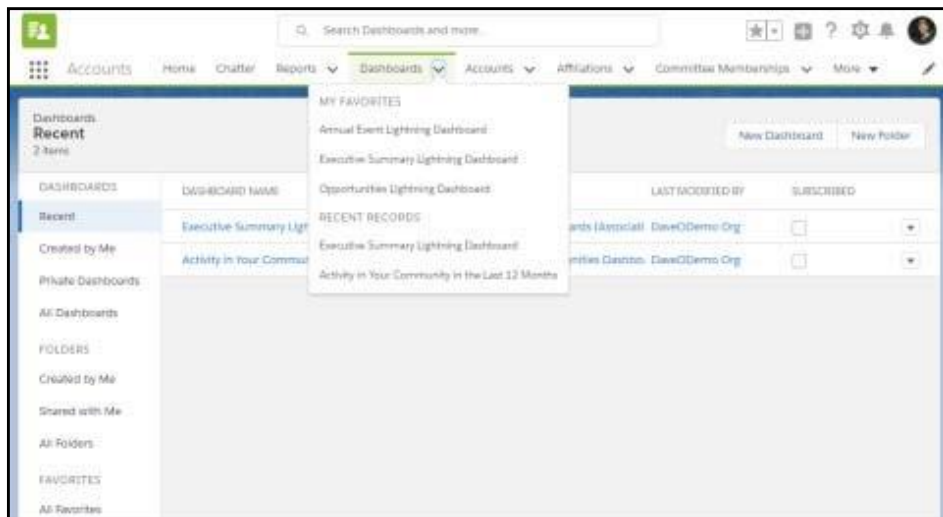 Search Dashboards and more...
Accounts Home Chatter Reports Dashboards Accounts Affiliations Committee Memberships More
Dashboards
Recent
2 items
New Dashboard New Folder
MY FAVORITES
Annual Event Lightning Dashboard
Executive Summary Lightning Dashboard
Opportunities Lightning Dashboard
RECENT RECORDS
Executive Summary Lightning Dashboard
Activity in Your Community in the Last 12 Months
DASHBOARDS
Recent
Created by Me
Private Dashboards
All Dashboards
FOLDERS
Created by Me
Shared with Me
All Folders
FAVORITES
All Favorites
DASHBOARD NAME LAST MODIFIED BY SUBSCRIBED
Executive Summary Ligh DaveODemo Org
Activity in Your Commun DaveODemo Org